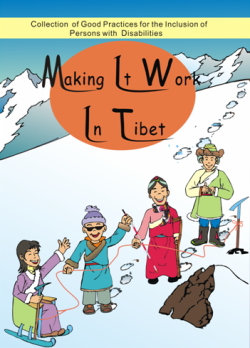 Collection of Good Practices for the Inclusion of
Persons with Disabilities
Making It Work
In Tibet